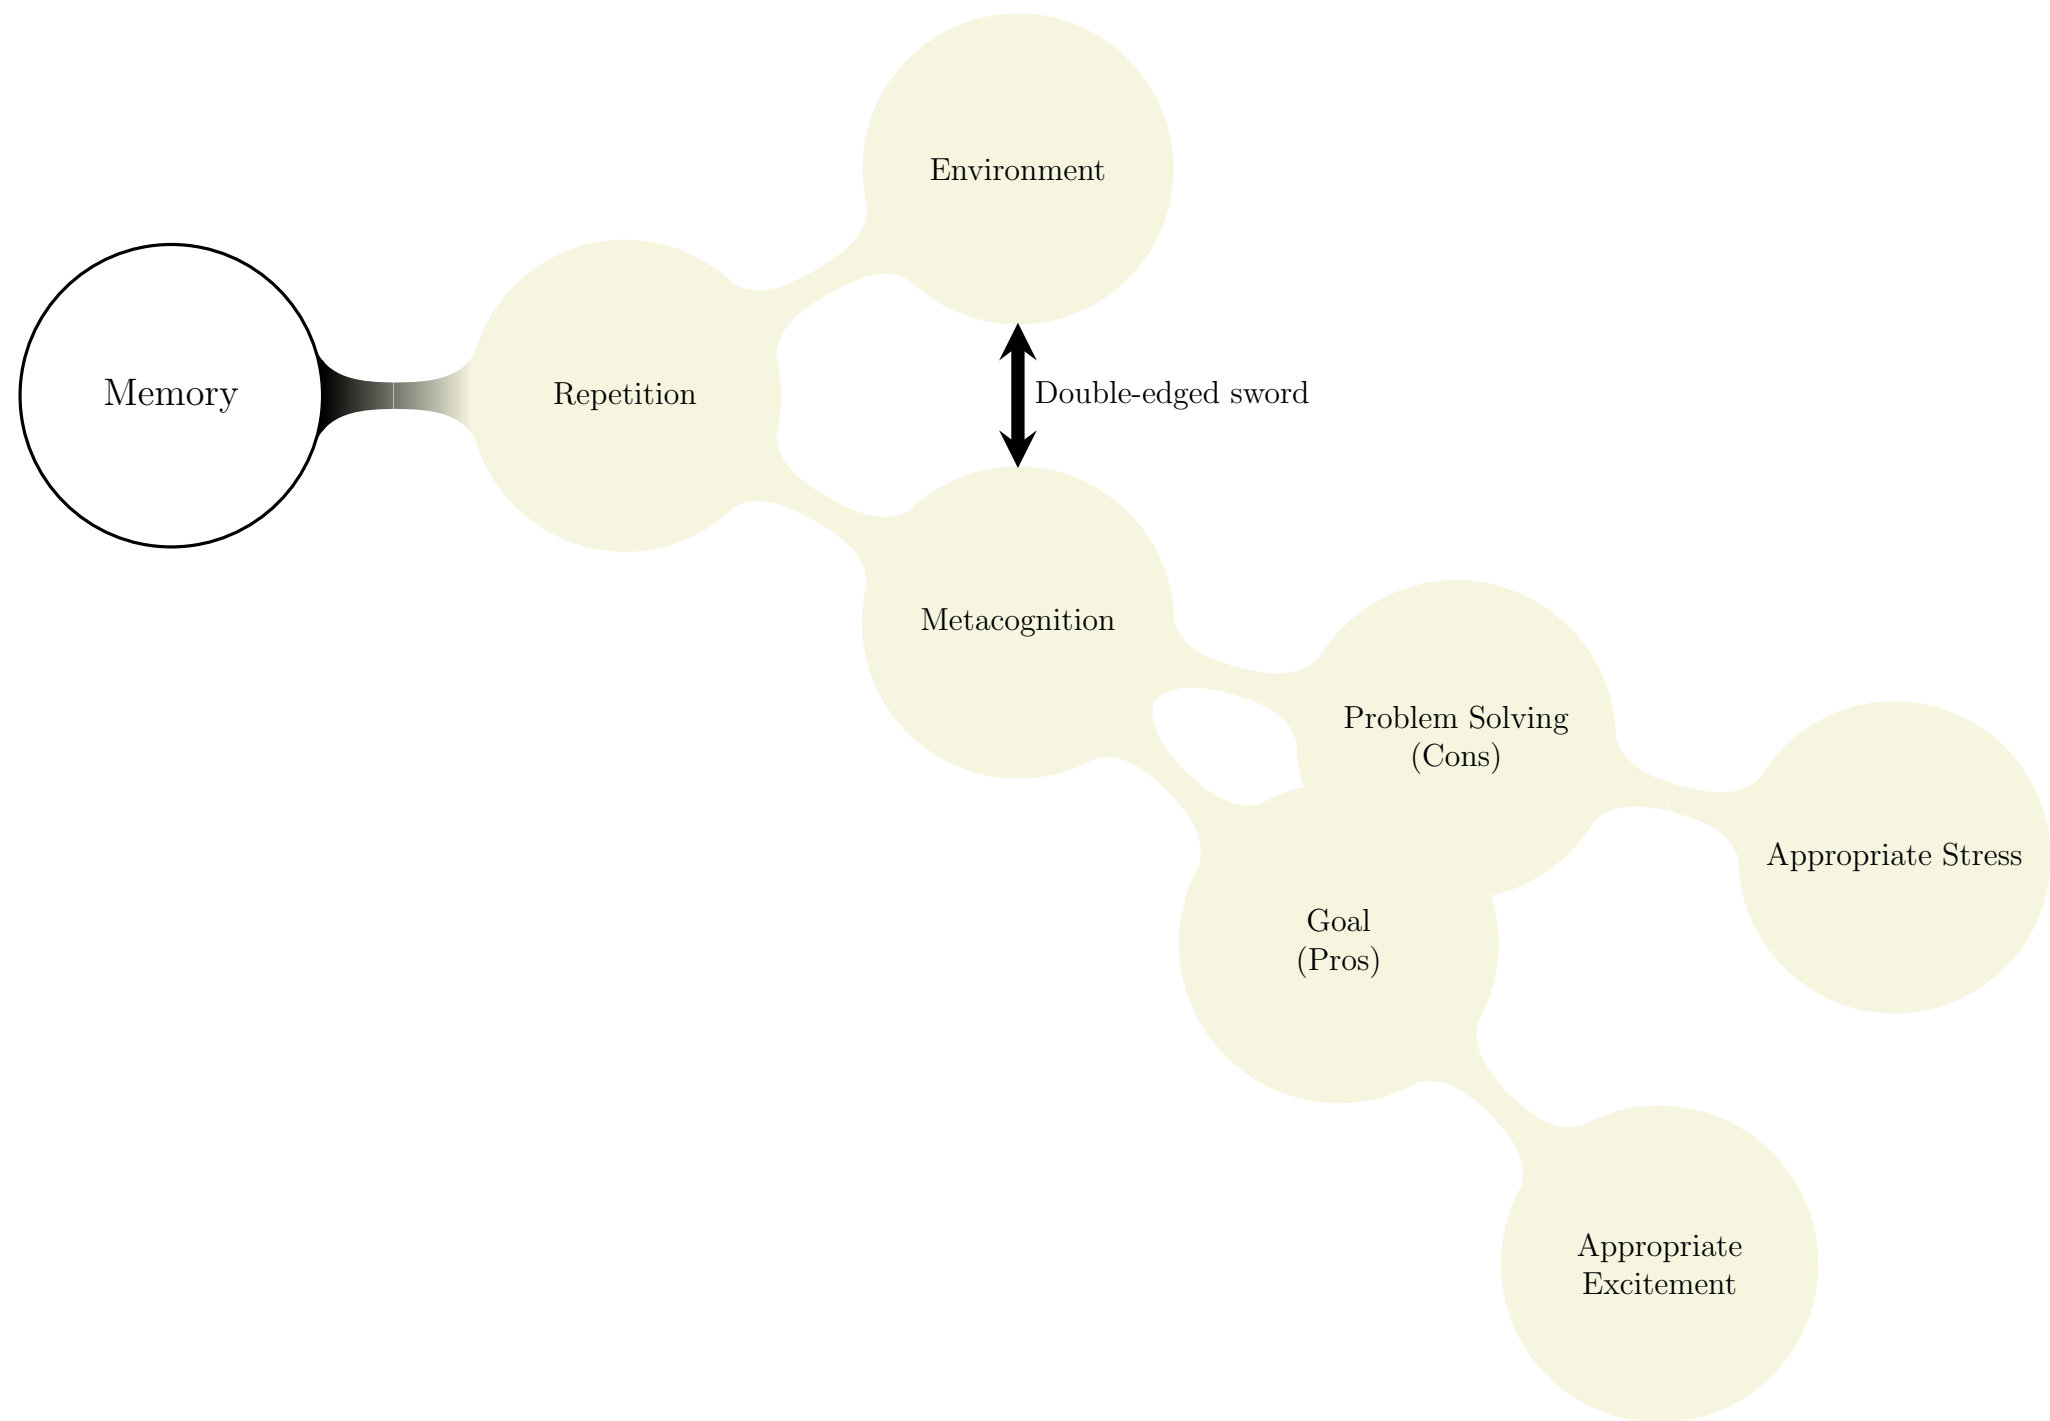 Environment
Memory
Repetition
Double-edged sword
Metacognition
Problem Solving
(Cons)
Appropriate Stress
Goal
(Pros)
Appropriate
Excitement